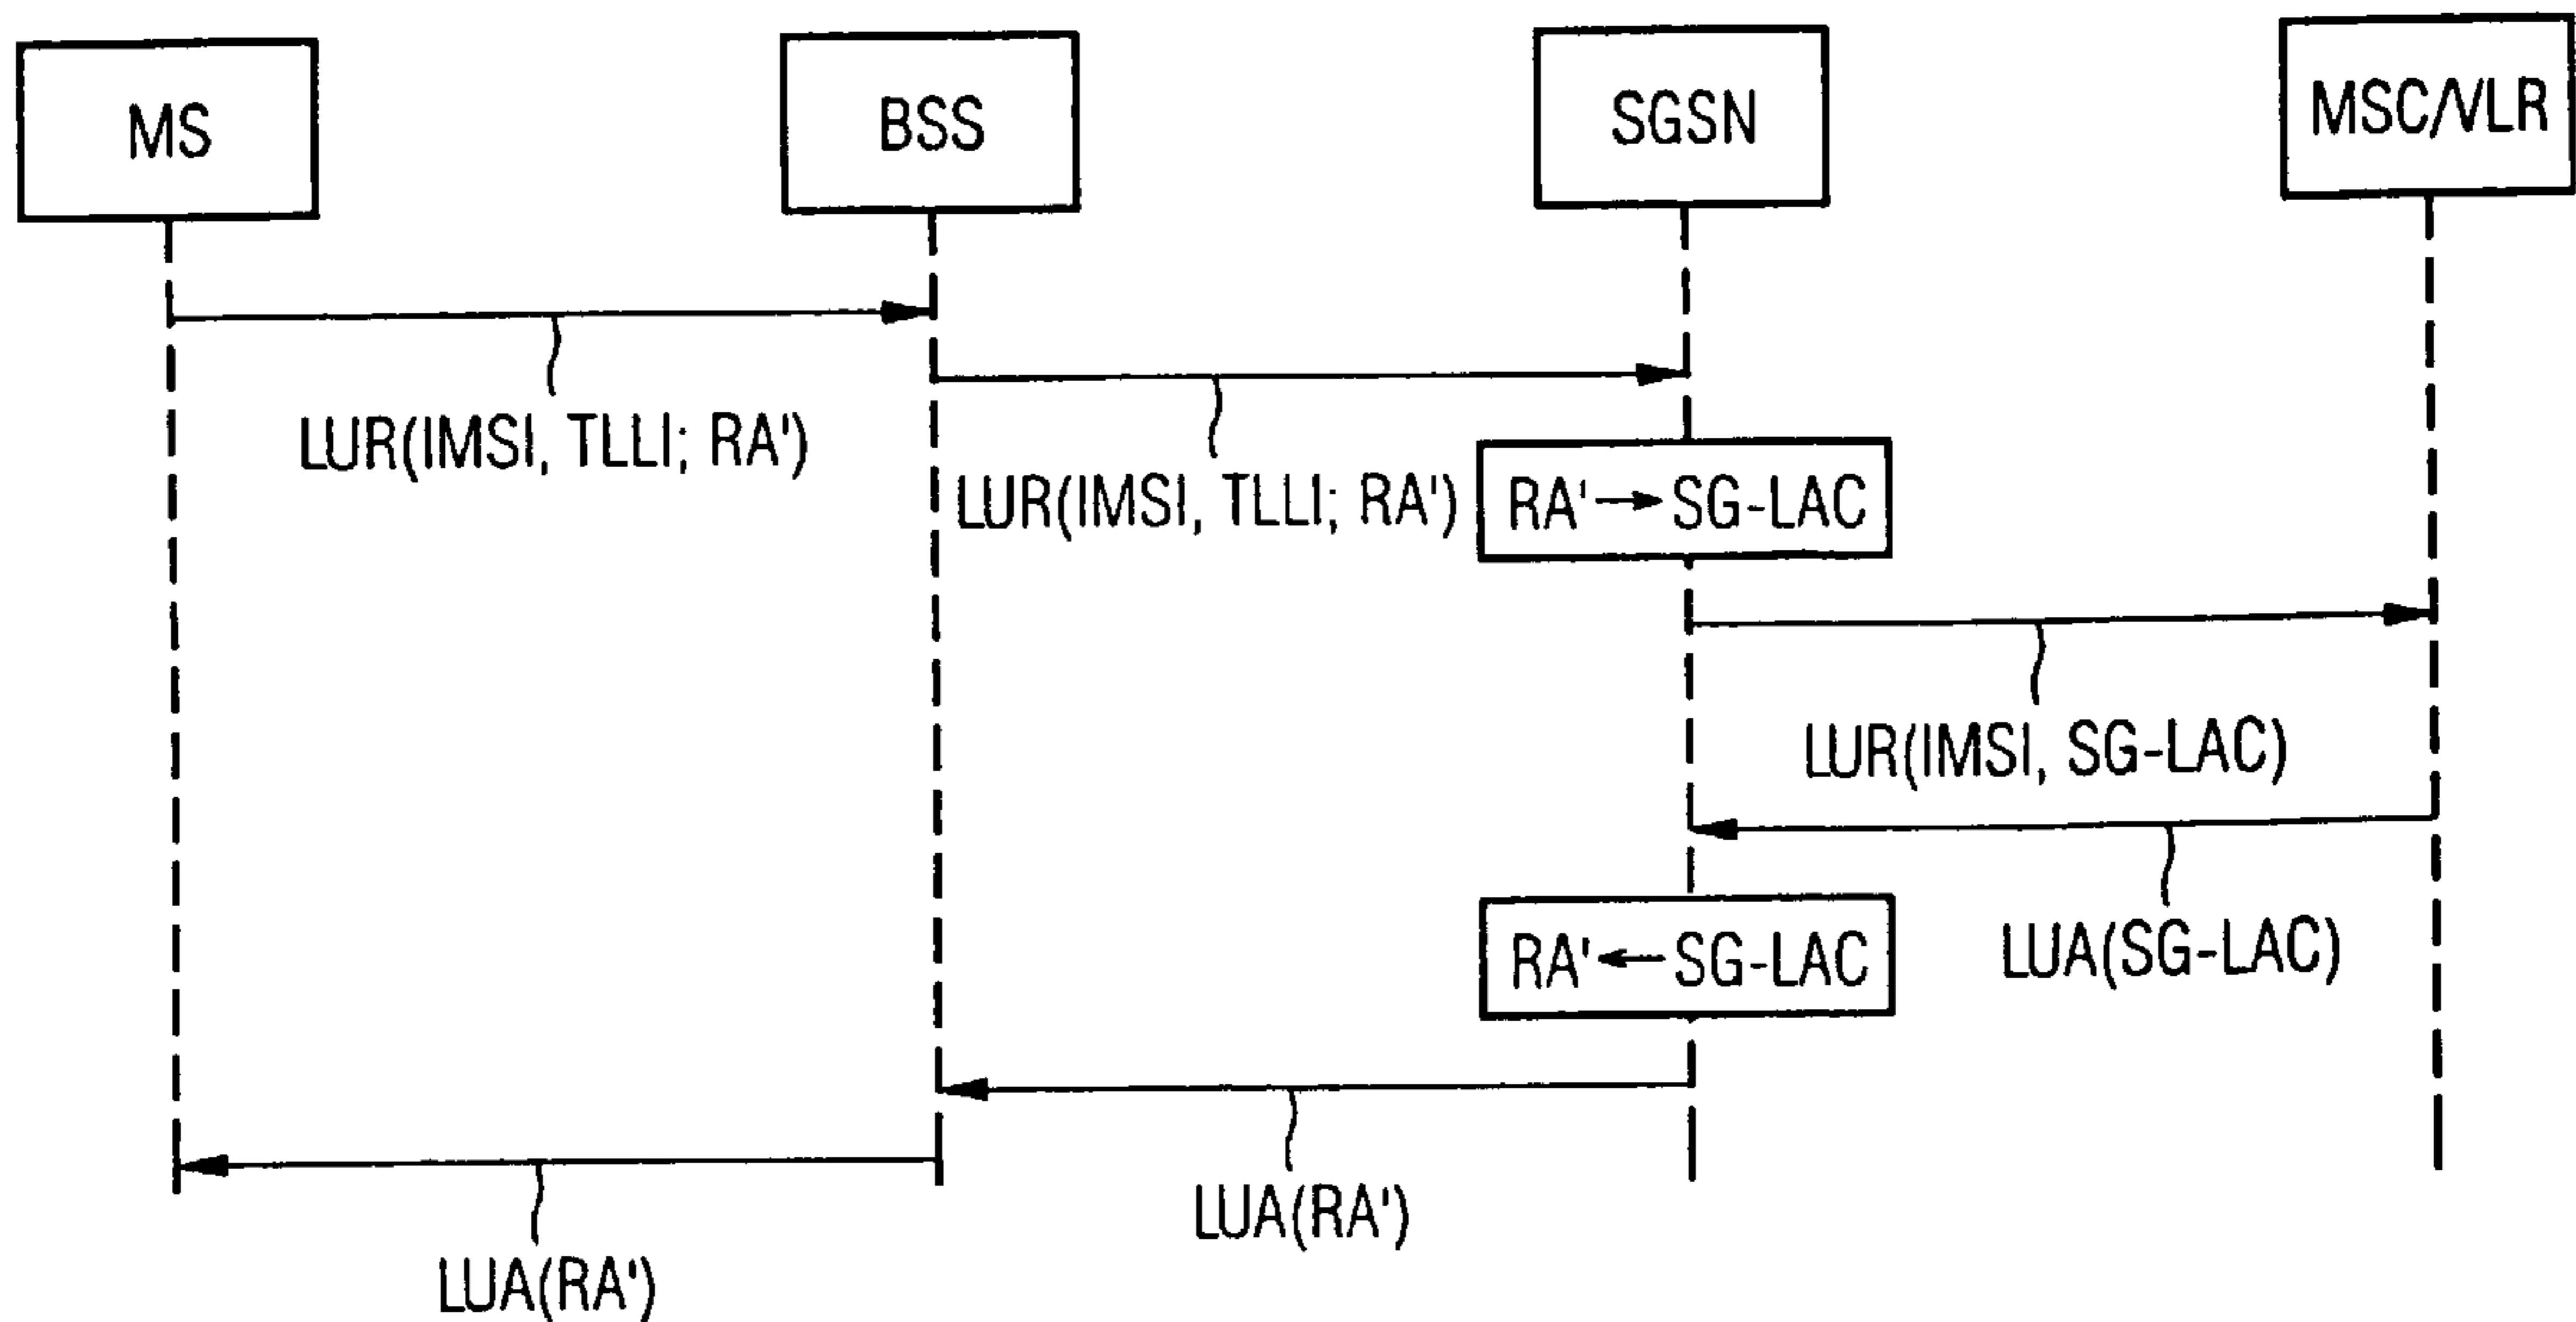 MS
BSS
SGSN
MSC/VLR
LUR(IMSI, TLLI; RA')
LUR(IMSI, TLLI; RA')
RA'→SG-LAC
LUR(IMSI, SG-LAC)
LUA(SG-LAC)
RA'←SG-LAC
LUA(RA')
LUA(RA')